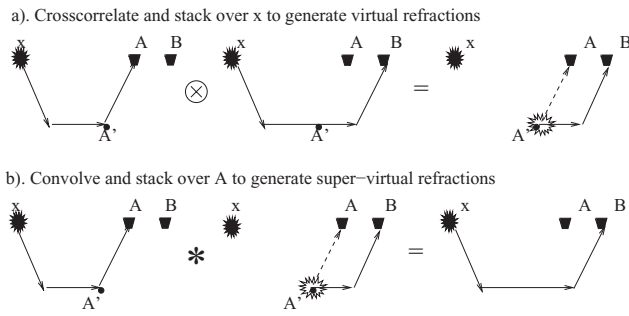 a). Crosscorrelate and stack over x to generate virtual refractions
x A B x A B x A B
⊗ =
A' A' A'
b). Convolve and stack over A to generate super−virtual refractions
x A B x A B x A B
* =
A' A'